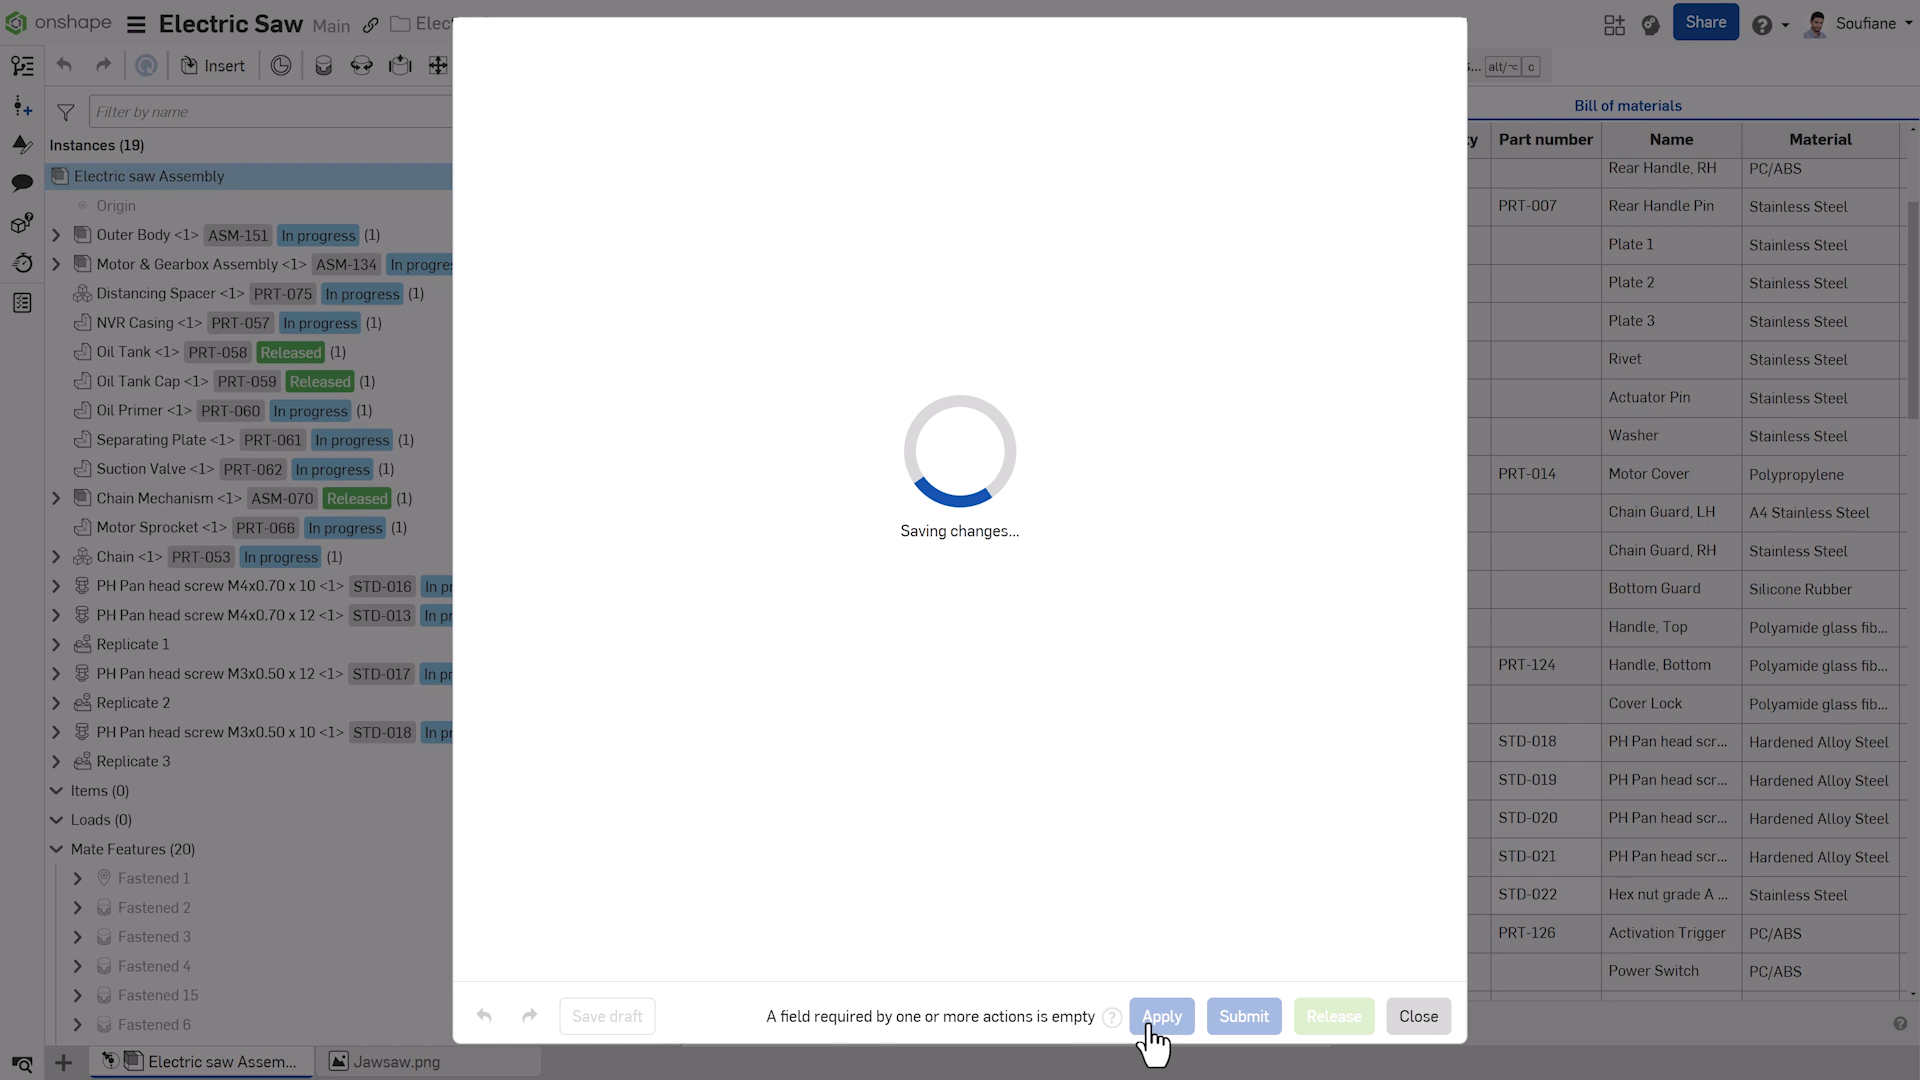 onshape Electric Saw Main Elec
Share Soufiane
Insert
... alt/⌥ c
Filter by name
Bill of materials
Instances (19)
y Part number Name Material
Electric saw Assembly
Origin
Outer Body <1> ASM-151 In progress (1)
Motor & Gearbox Assembly <1> ASM-134 In progre
Distancing Spacer <1> PRT-075 In progress (1)
NVR Casing <1> PRT-057 In progress (1)
Oil Tank <1> PRT-058 Released (1)
Oil Tank Cap <1> PRT-059 Released (1)
Oil Primer <1> PRT-060 In progress (1)
Separating Plate <1> PRT-061 In progress (1)
Suction Valve <1> PRT-062 In progress (1)
Chain Mechanism <1> ASM-070 Released (1)
Motor Sprocket <1> PRT-066 In progress (1)
Chain <1> PRT-053 In progress (1)
PH Pan head screw M4x0.70 x 10 <1> STD-016 In p
PH Pan head screw M4x0.70 x 12 <1> STD-013 In p
Replicate 1
PH Pan head screw M3x0.50 x 12 <1> STD-017 In p
Replicate 2
PH Pan head screw M3x0.50 x 10 <1> STD-018 In p
Replicate 3
Items (0)
Loads (0)
Mate Features (20)
Fastened 1
Fastened 2
Fastened 3
Fastened 4
Fastened 15
Fastened 6
Saving changes...
Rear Handle, RH PC/ABS
PRT-007 Rear Handle Pin Stainless Steel
Plate 1 Stainless Steel
Plate 2 Stainless Steel
Plate 3 Stainless Steel
Rivet Stainless Steel
Actuator Pin Stainless Steel
Washer Stainless Steel
PRT-014 Motor Cover Polypropylene
Chain Guard, LH A4 Stainless Steel
Chain Guard, RH Stainless Steel
Bottom Guard Silicone Rubber
Handle, Top Polyamide glass fib...
PRT-124 Handle, Bottom Polyamide glass fib...
Cover Lock Polyamide glass fib...
STD-018 PH Pan head scr... Hardened Alloy Steel
STD-019 PH Pan head scr... Hardened Alloy Steel
STD-020 PH Pan head scr... Hardened Alloy Steel
STD-021 PH Pan head scr... Hardened Alloy Steel
STD-022 Hex nut grade A ... Stainless Steel
PRT-126 Activation Trigger PC/ABS
Power Switch PC/ABS
Save draft A field required by one or more actions is empty Apply Submit Release Close
Electric saw Assem... Jawsaw.png